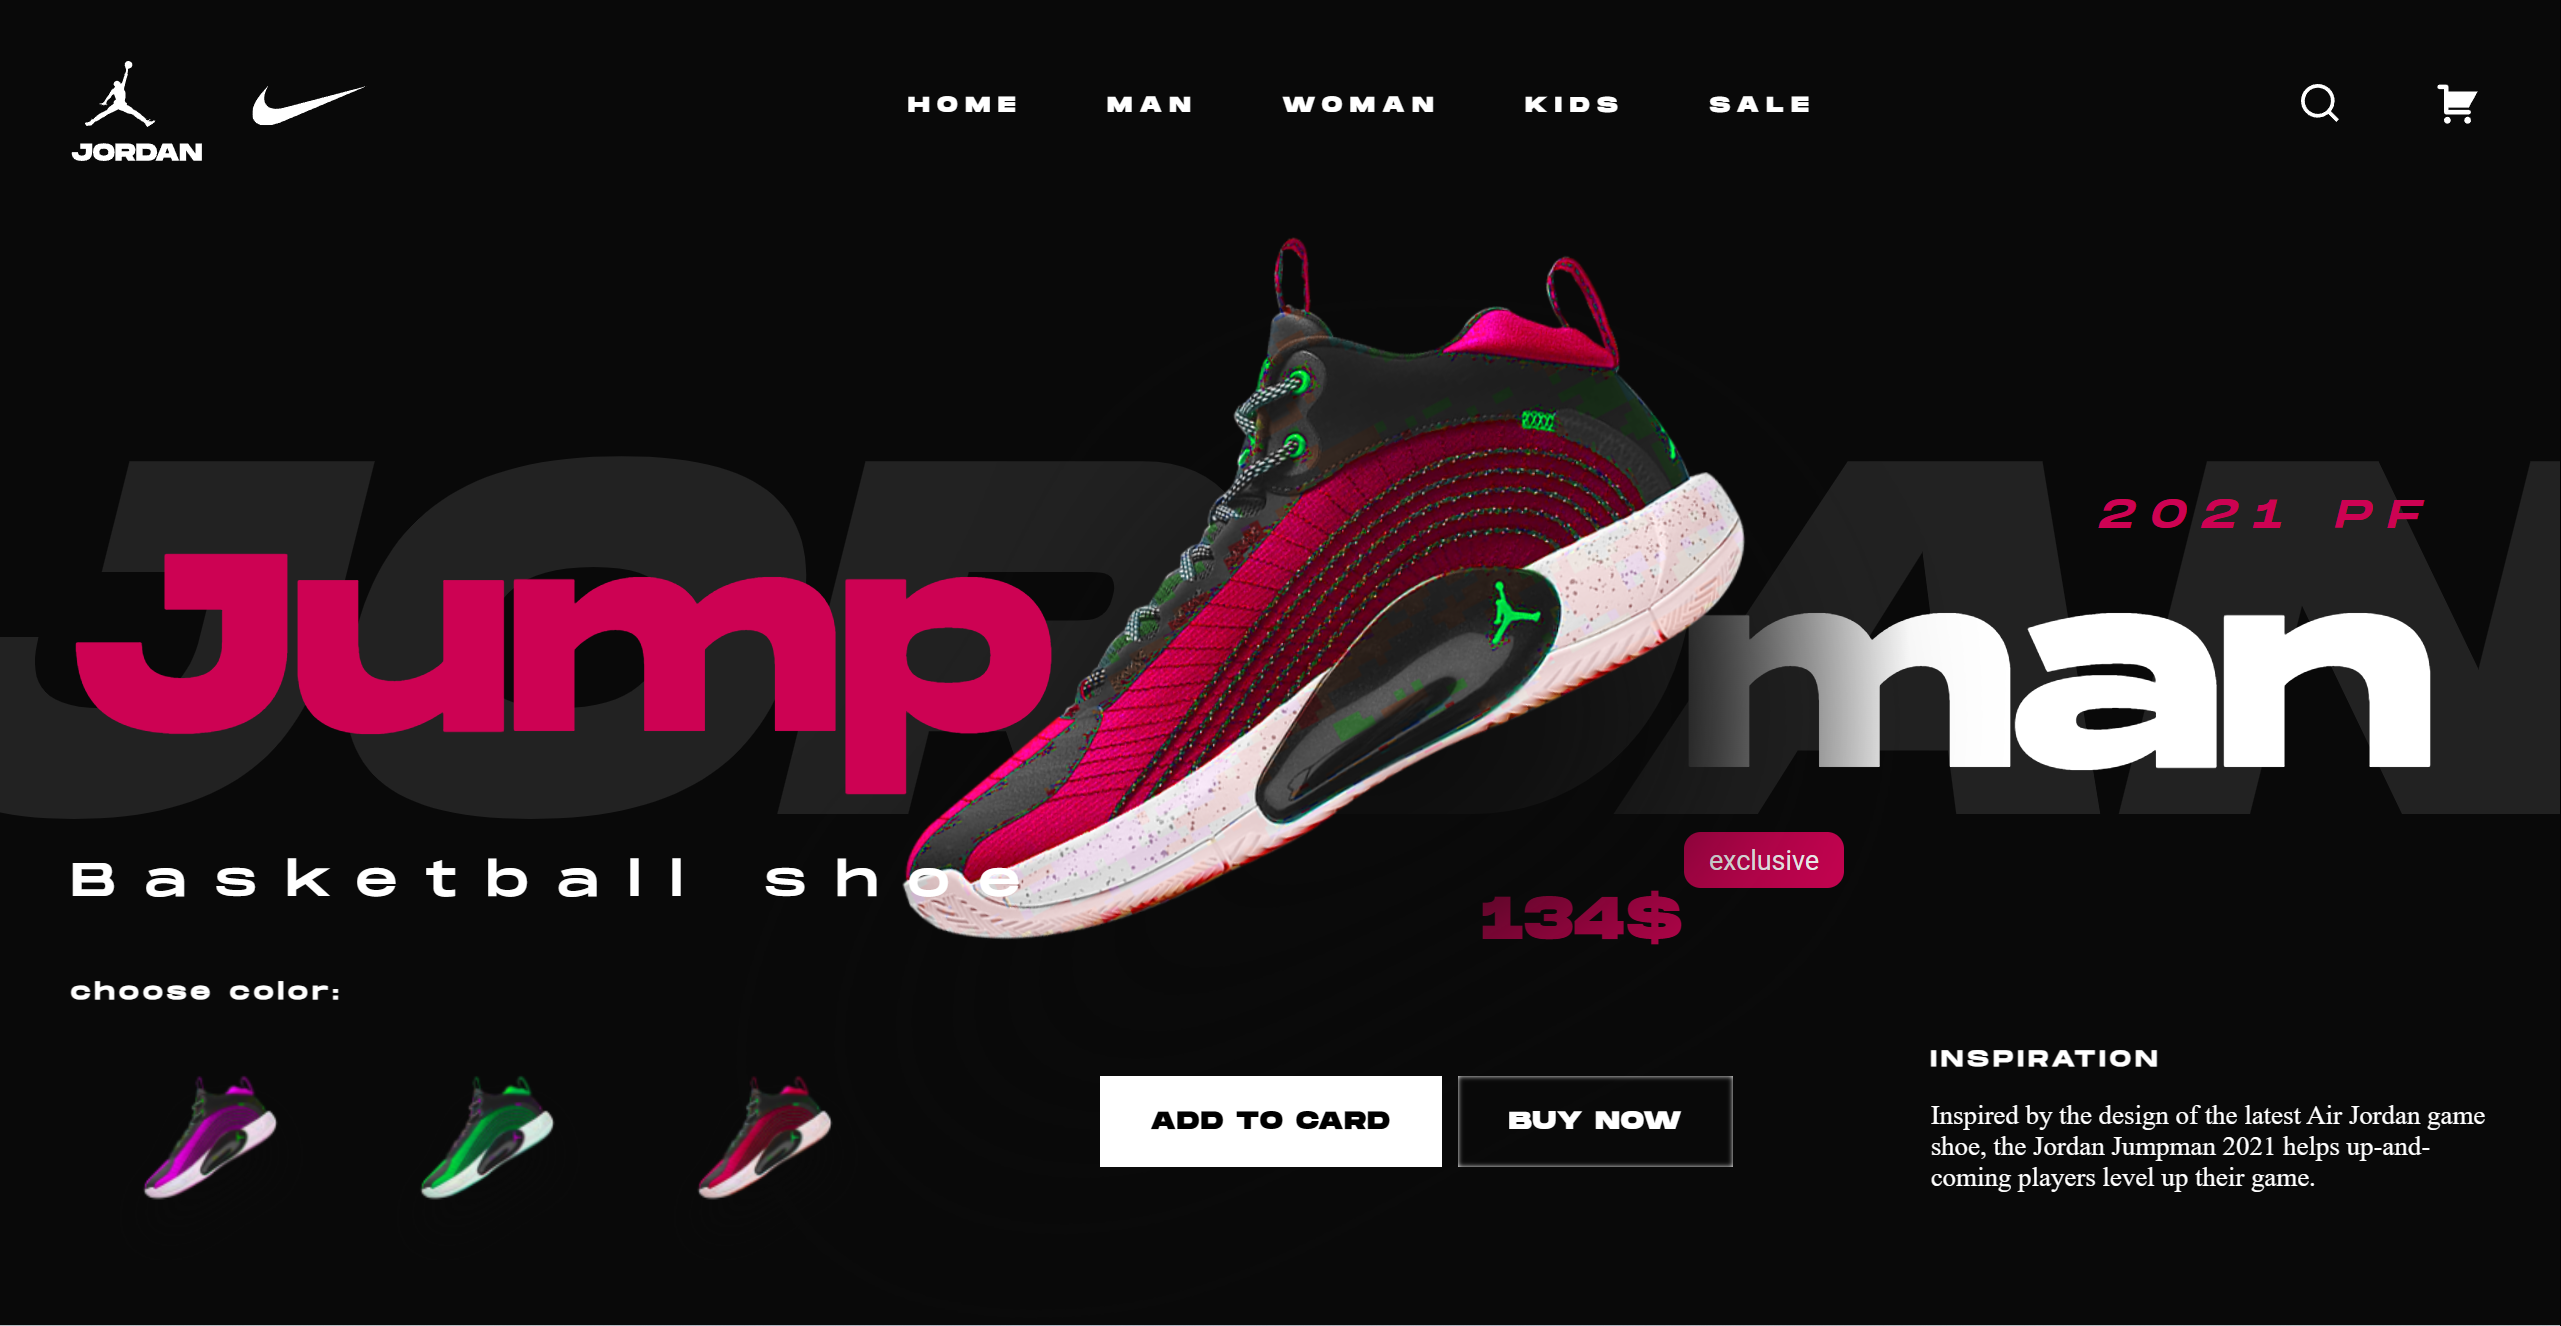 JORDAN
HOME MAN WOMAN KIDS SALE
JORDAN
2021 PF
Jump
man
Basketball shoe
exclusive
134$
choose color:
ADD TO CARD
BUY NOW
INSPIRATION
Inspired by the design of the latest Air Jordan game
shoe, the Jordan Jumpman 2021 helps up-and-
coming players level up their game.